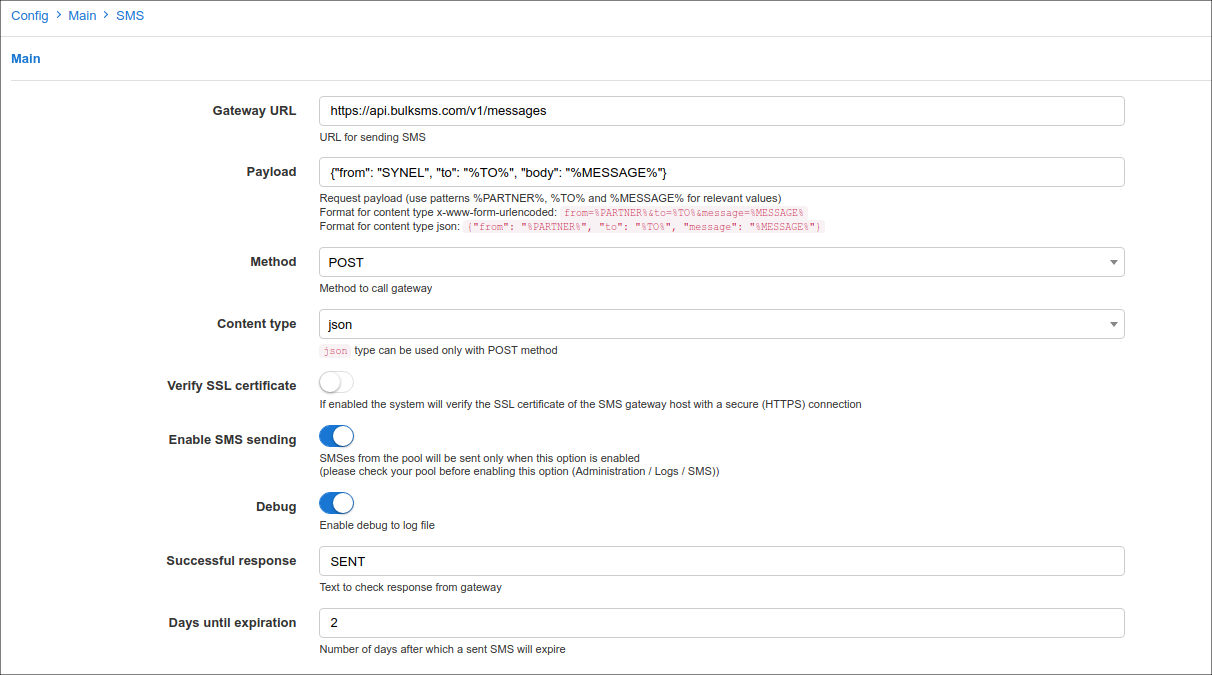 Config > Main > SMS
Main
Gateway URL
https://api.bulksms.com/v1/messages
URL for sending SMS
Payload
{"from": "SYNEL", "to": "%TO%", "body": "%MESSAGE%"}
Request payload (use patterns %PARTNER%, %TO% and %MESSAGE% for relevant values)
Format for content type x-www-form-urlencoded: from=%PARTNER%&to=%TO%&message=%MESSAGE%
Format for content type json: {"from": "%PARTNER%", "to": "%TO%", "message": "%MESSAGE%"}
Method
POST
Method to call gateway
Content type
json
json type can be used only with POST method
Verify SSL certificate
If enabled the system will verify the SSL certificate of the SMS gateway host with a secure (HTTPS) connection
Enable SMS sending
SMSes from the pool will be sent only when this option is enabled
(please check your pool before enabling this option (Administration / Logs / SMS))
Debug
Enable debug to log file
Successful response
SENT
Text to check response from gateway
Days until expiration
2
Number of days after which a sent SMS will expire